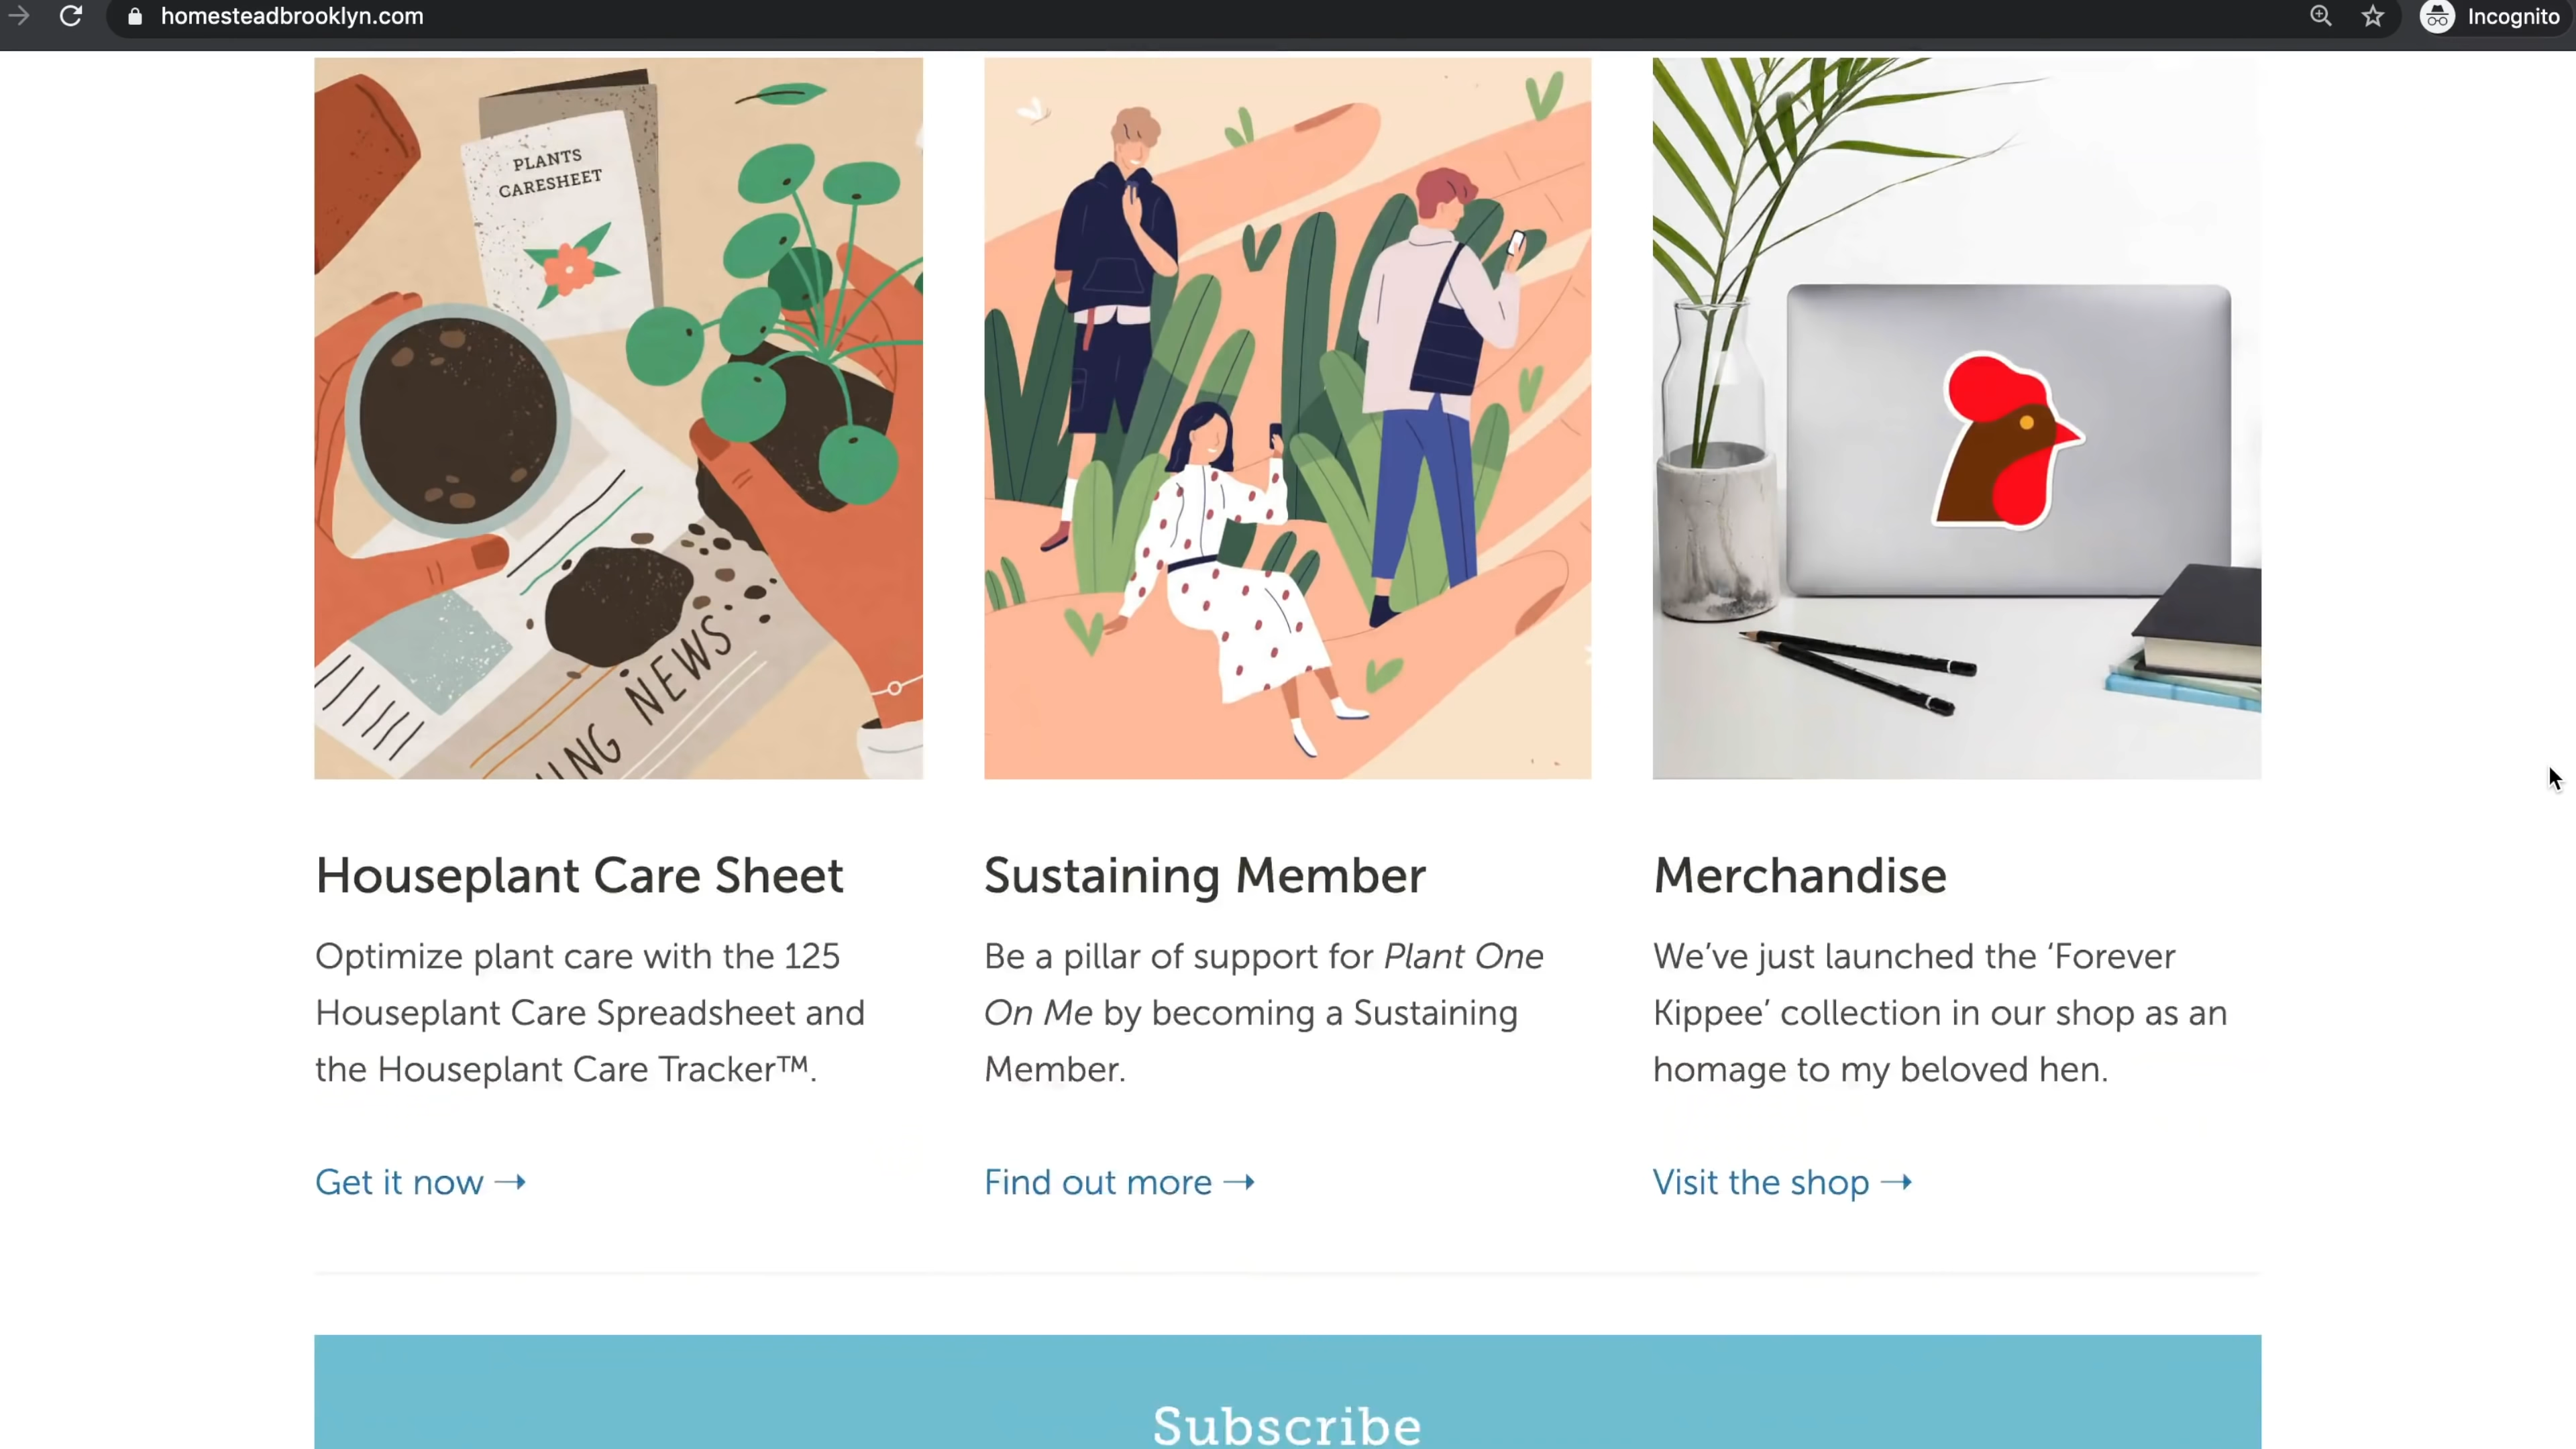 homesteadbrooklyn.com
Incognito
PLANTS
CARESHEET
NEWS
Houseplant Care Sheet
Optimize plant care with the 125
Houseplant Care Spreadsheet and
the Houseplant Care Tracker™.
Get it now →
Sustaining Member
Be a pillar of support for Plant One
On Me by becoming a Sustaining
Member.
Find out more →
Merchandise
We’ve just launched the ‘Forever
Kippee’ collection in our shop as an
homage to my beloved hen.
Visit the shop →
Subscribe